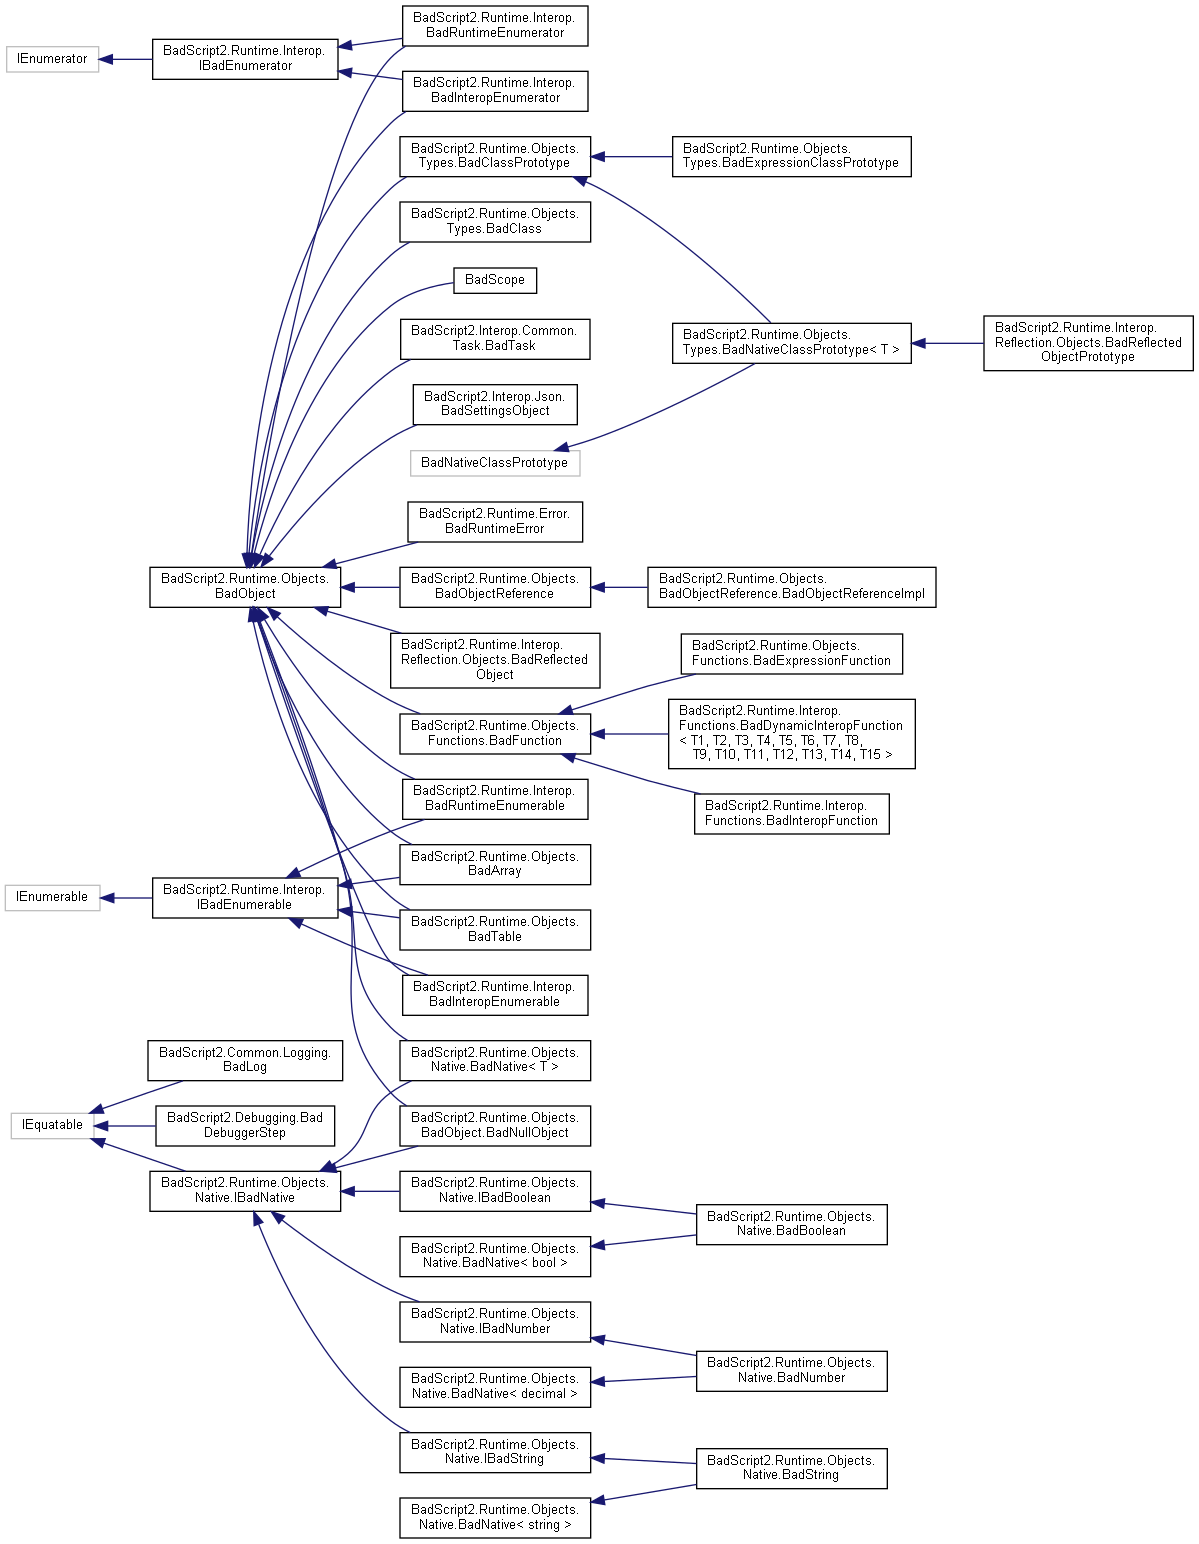 IEnumerator
BadScript2.Runtime.Interop.
IBadEnumerator
BadScript2.Runtime.Interop.
BadRuntimeEnumerator
BadScript2.Runtime.Interop.
BadInteropEnumerator
BadScript2.Runtime.Objects.
Types.BadClassPrototype
BadScript2.Runtime.Objects.
Types.BadExpressionClassPrototype
BadScript2.Runtime.Objects.
Types.BadClass
BadScope
BadScript2.Interop.Common.
Task.BadTask
BadScript2.Runtime.Objects.
Types.BadNativeClassPrototype< T >
BadScript2.Runtime.Interop.
Reflection.Objects.BadReflected
ObjectPrototype
BadScript2.Interop.Json.
BadSettingsObject
BadNativeClassPrototype
BadScript2.Runtime.Error.
BadRuntimeError
BadScript2.Runtime.Objects.
BadObject
BadScript2.Runtime.Objects.
BadObjectReference
BadScript2.Runtime.Objects.
BadObjectReference.BadObjectReferenceImpl
BadScript2.Runtime.Interop.
Reflection.Objects.BadReflected
Object
BadScript2.Runtime.Objects.
Functions.BadExpressionFunction
BadScript2.Runtime.Objects.
Functions.BadFunction
BadScript2.Runtime.Interop.
Functions.BadDynamicInteropFunction
< T1, T2, T3, T4, T5, T6, T7, T8,
T9, T10, T11, T12, T13, T14, T15 >
BadScript2.Runtime.Interop.
BadRuntimeEnumerable
BadScript2.Runtime.Interop.
Functions.BadInteropFunction
BadScript2.Runtime.Objects.
BadArray
IEnumerable
BadScript2.Runtime.Interop.
IBadEnumerable
BadScript2.Runtime.Objects.
BadTable
BadScript2.Runtime.Interop.
BadInteropEnumerable
BadScript2.Common.Logging.
BadLog
BadScript2.Runtime.Objects.
Native.BadNative< T >
IEquatable
BadScript2.Debugging.Bad
DebuggerStep
BadScript2.Runtime.Objects.
BadObject.BadNullObject
BadScript2.Runtime.Objects.
Native.IBadNative
BadScript2.Runtime.Objects.
Native.IBadBoolean
BadScript2.Runtime.Objects.
Native.BadBoolean
BadScript2.Runtime.Objects.
Native.BadNative< bool >
BadScript2.Runtime.Objects.
Native.IBadNumber
BadScript2.Runtime.Objects.
Native.BadNumber
BadScript2.Runtime.Objects.
Native.BadNative< decimal >
BadScript2.Runtime.Objects.
Native.IBadString
BadScript2.Runtime.Objects.
Native.BadString
BadScript2.Runtime.Objects.
Native.BadNative< string >